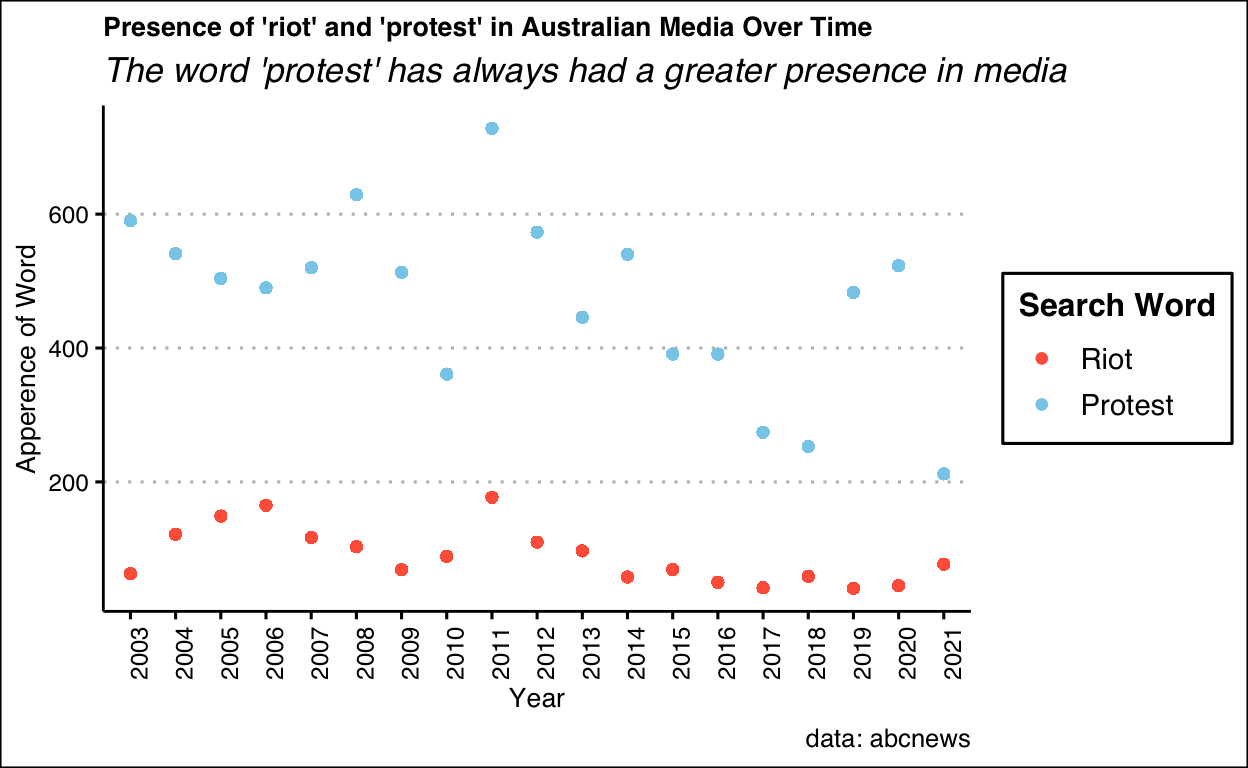 Presence of 'riot' and 'protest' in Australian Media Over Time
The word 'protest' has always had a greater presence in media
Apperence of Word
600
400
200
2003
2004
2005
2006
2007
2008
2009
2010
2011
2012
2013
2014
2015
2016
2017
2018
2019
2020
2021
Year
Search Word
Riot
Protest
data: abcnews